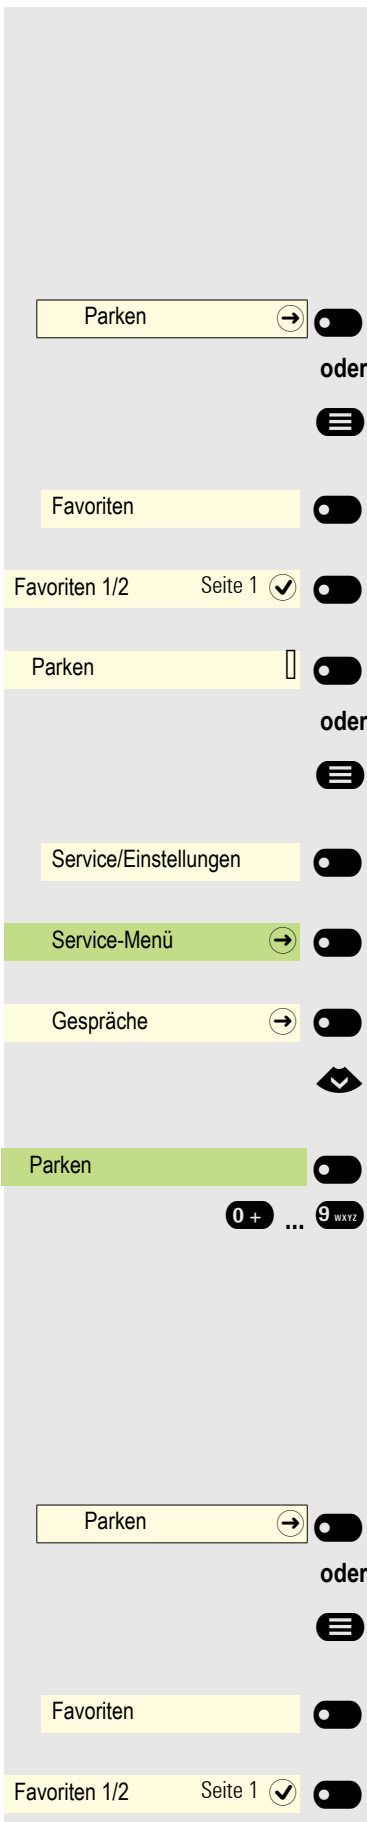 Parken
oder
Favoriten
Favoriten 1/2 Seite 1
Parken
oder
Service/Einstellungen
Service-Menü
Gespräche
Parken
0 + ... 9 WXYZ
Parken
oder
Favoriten
Favoriten 1/2 Seite 1